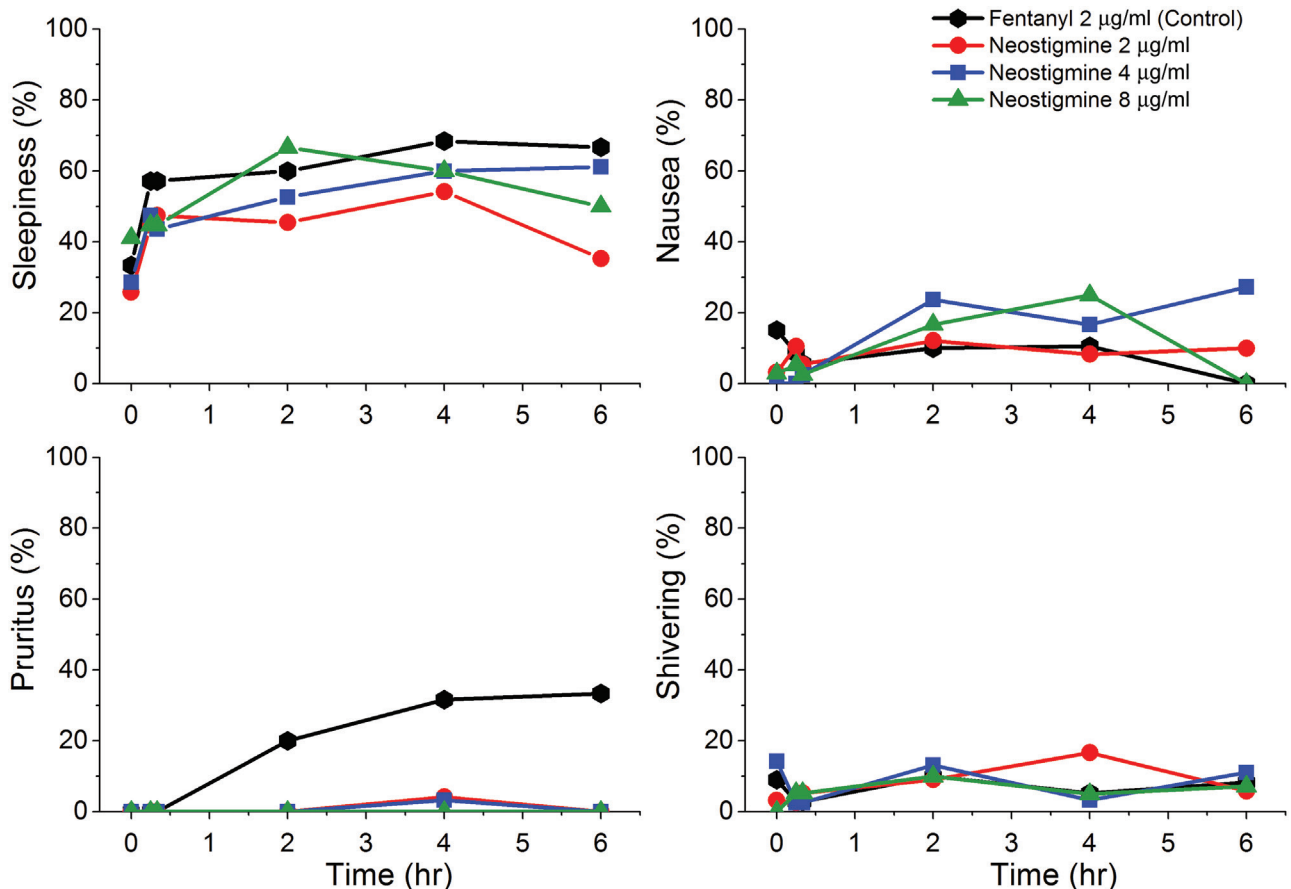 Fentanyl 2 μg/ml (Control)
Neostigmine 2 μg/ml
Neostigmine 4 μg/ml
Neostigmine 8 μg/ml
Sleepiness (%)
100
80
60
40
20
0
0 1 2 3 4 5 6
Nausea (%)
100
80
60
40
20
0
0 1 2 3 4 5 6
Pruritus (%)
100
80
60
40
20
0
0 1 2 3 4 5 6
Time (hr)
Shivering (%)
100
80
60
40
20
0
0 1 2 3 4 5 6
Time (hr)